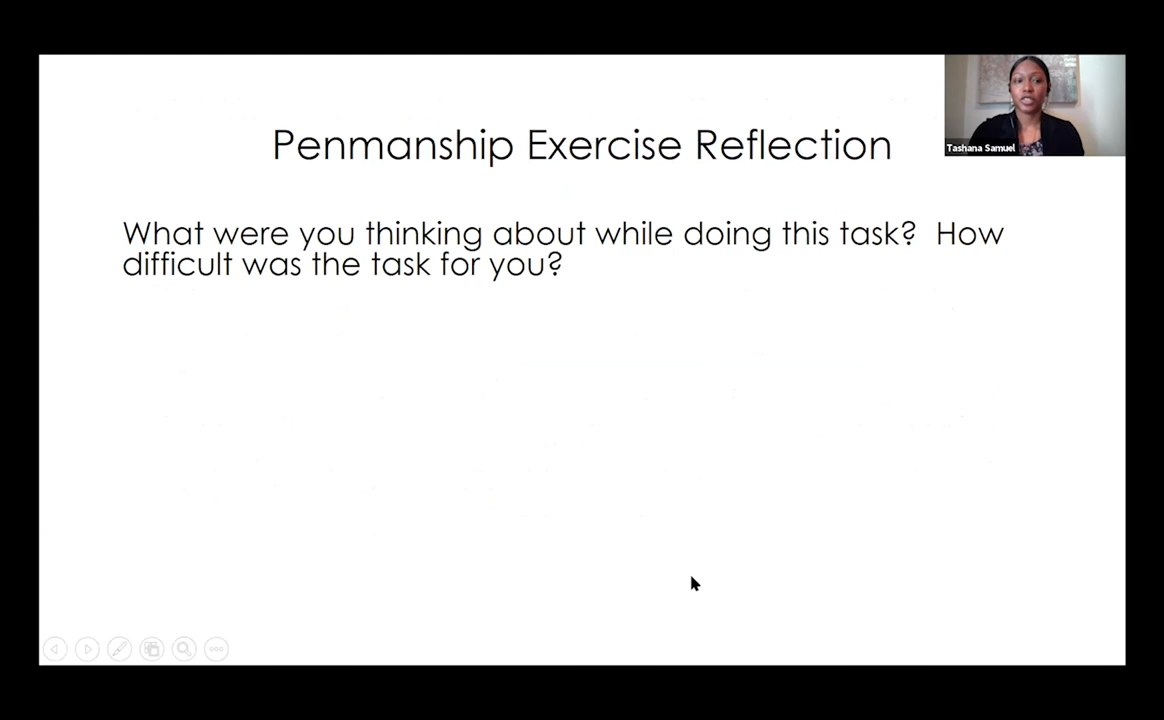 Penmanship Exercise Reflection
Tashana Samuel
What were you thinking about while doing this task?  How
difficult was the task for you?